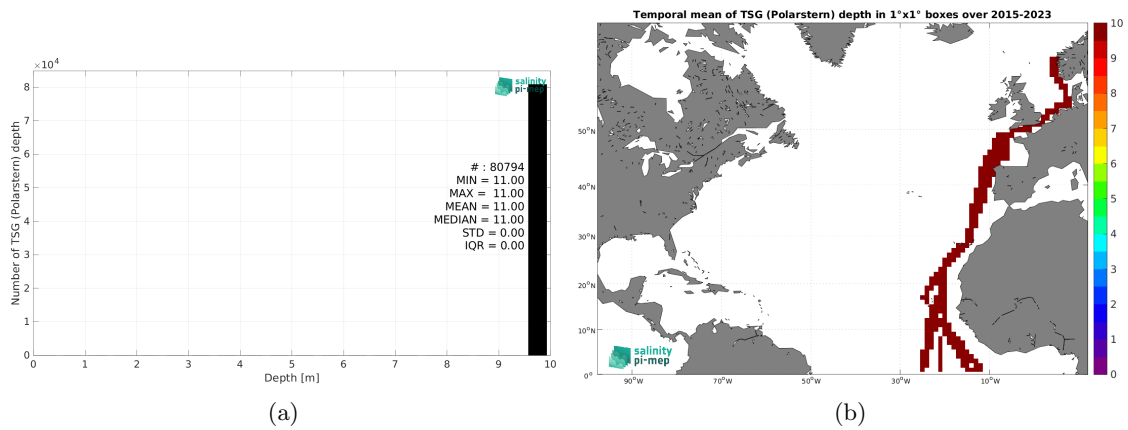 Temporal mean of TSG (Polarstern) depth in 1°x1° boxes over 2015-2023
×10⁴
8
7
6
5
4
3
2
1
0
Number of TSG (Polarstern) depth
salinity
pi-mep
# : 80794
MIN = 11.00
MAX = 11.00
MEAN = 11.00
MEDIAN = 11.00
STD = 0.00
IQR = 0.00
0 1 2 3 4 5 6 7 8 9 10
Depth [m]
(a)
50°N
40°N
30°N
20°N
10°N
0°
90°W 70°W 50°W 30°W 10°W
salinity
pi-mep
10
9
8
7
6
5
4
3
2
1
0
(b)